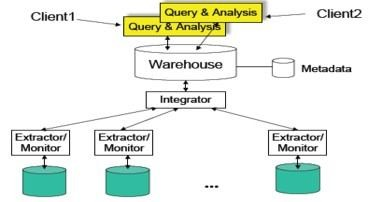 Query & Analysis
Client2
Client1
Query & Analysis
Warehouse
Metadata
Integrator
Extractor/
Monitor
Extractor/
Monitor
Extractor/
Monitor
...